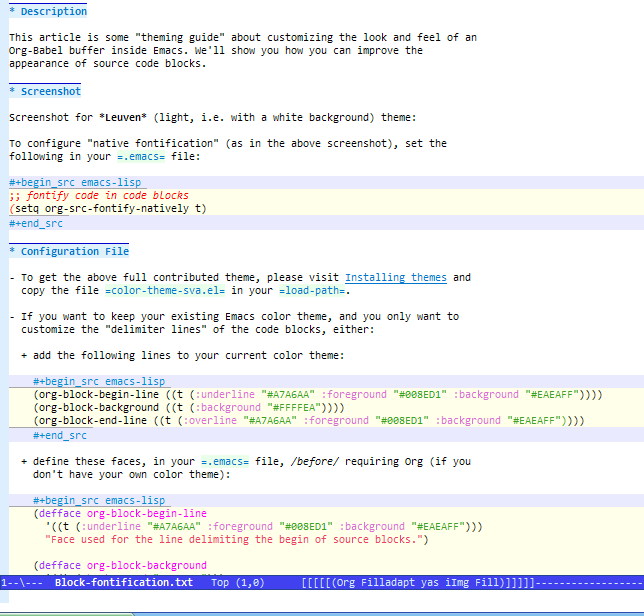 * Description
This article is some "theming guide" about customizing the look and feel of an
Org-Babel buffer inside Emacs. We'll show you how you can improve the
appearance of source code blocks.
* Screenshot
Screenshot for *Leuven* (light, i.e. with a white background) theme:
To configure "native fontification" (as in the above screenshot), set the
following in your =.emacs= file:
#+begin_src emacs-lisp
;; fontify code in code blocks
(setq org-src-fontify-natively t)
#+end_src
* Configuration File
- To get the above full contributed theme, please visit Installing themes and
copy the file =color-theme-sva.el= in your =load-path=.
- If you want to keep your existing Emacs color theme, and you only want to
customize the "delimiter lines" of the code blocks, either:
+ add the following lines to your current color theme:
#+begin_src emacs-lisp
(org-block-begin-line ((t (:underline "#A7A6AA" :foreground "#008ED1" :background "#EAEAFF"))))
(org-block-background ((t (:background "#FFFFEA"))))
(org-block-end-line ((t (:overline "#A7A6AA" :foreground "#008ED1" :background "#EAEAFF"))))
#+end_src
+ define these faces, in your =.emacs= file, /before/ requiring Org (if you
don't have your own color theme):
#+begin_src emacs-lisp
(defface org-block-begin-line
'((t (:underline "#A7A6AA" :foreground "#008ED1" :background "#EAEAFF")))
"Face used for the line delimiting the begin of source blocks.")
(defface org-block-background
1--\--- Block-fontification.txt Top (1,0) [[[[[(Org Filladapt yas iImg Fill)]]]]]------------------